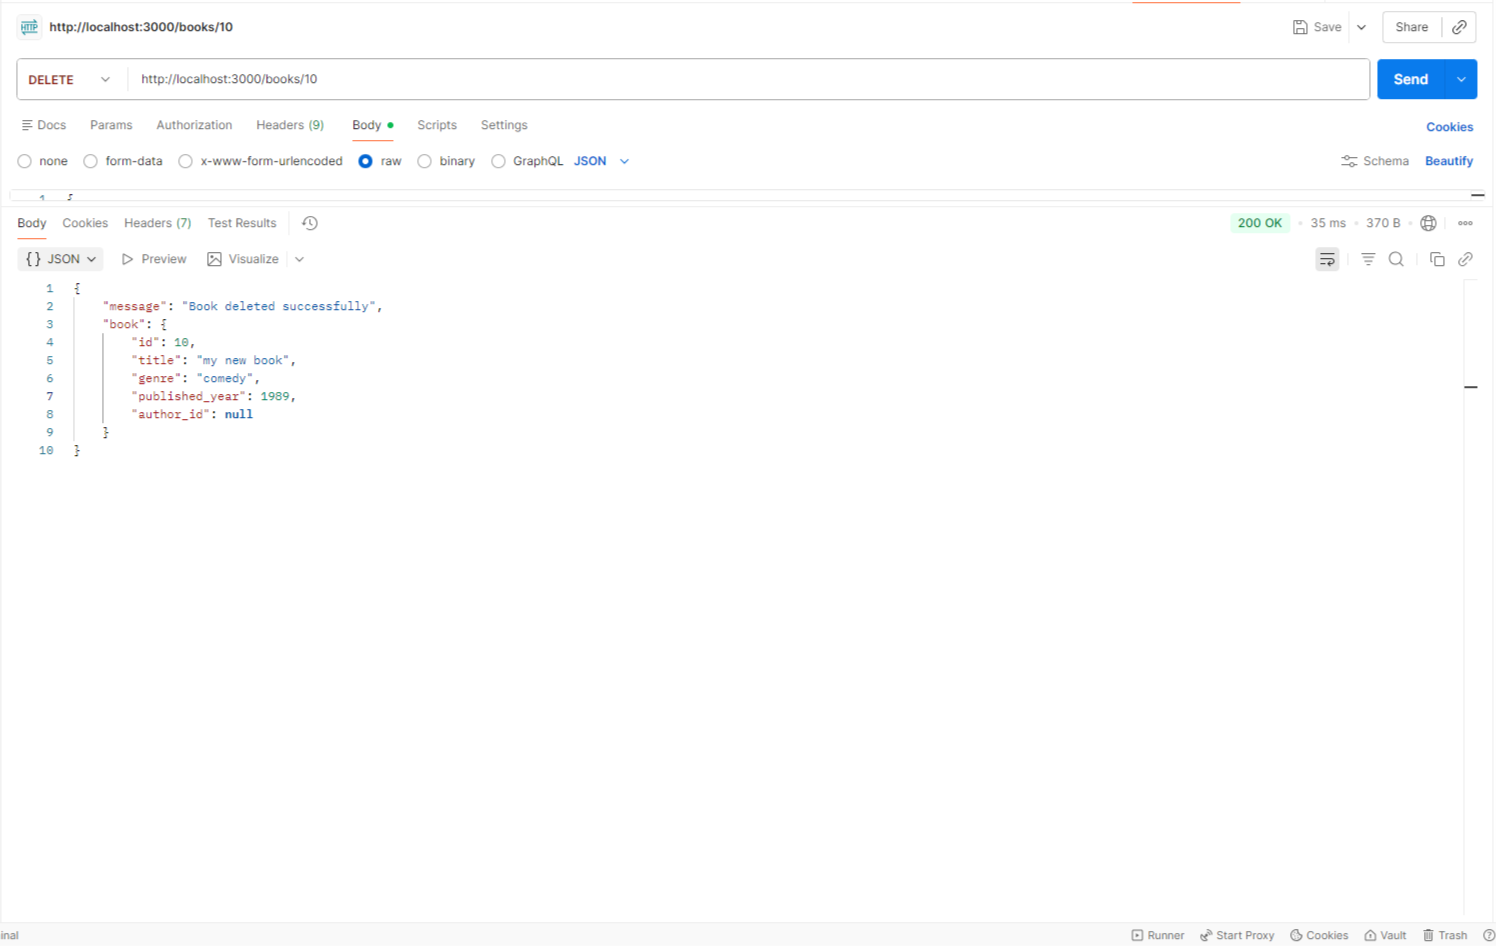 HTTP http://localhost:3000/books/10 Save Share
DELETE http://localhost:3000/books/10 Send
Docs Params Authorization Headers (9) Body Scripts Settings Cookies
none form-data x-www-form-urlencoded raw binary GraphQL JSON Schema Beautify
1 {
Body Cookies Headers (7) Test Results 200 OK • 35 ms • 370 B •
{} JSON Preview Visualize
1 {
2 "message": "Book deleted successfully",
3 "book": {
4 "id": 10,
5 "title": "my new book",
6 "genre": "comedy",
7 "published_year": 1989,
8 "author_id": null
9 }
10 }
inal Runner Start Proxy Cookies Vault Trash